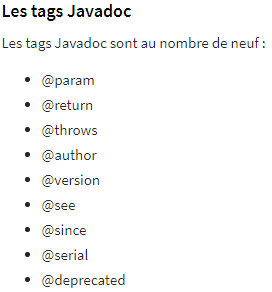 Les tags Javadoc
Les tags Javadoc sont au nombre de neuf :
• @param
• @return
• @throws
• @author
• @version
• @see
• @since
• @serial
• @deprecated